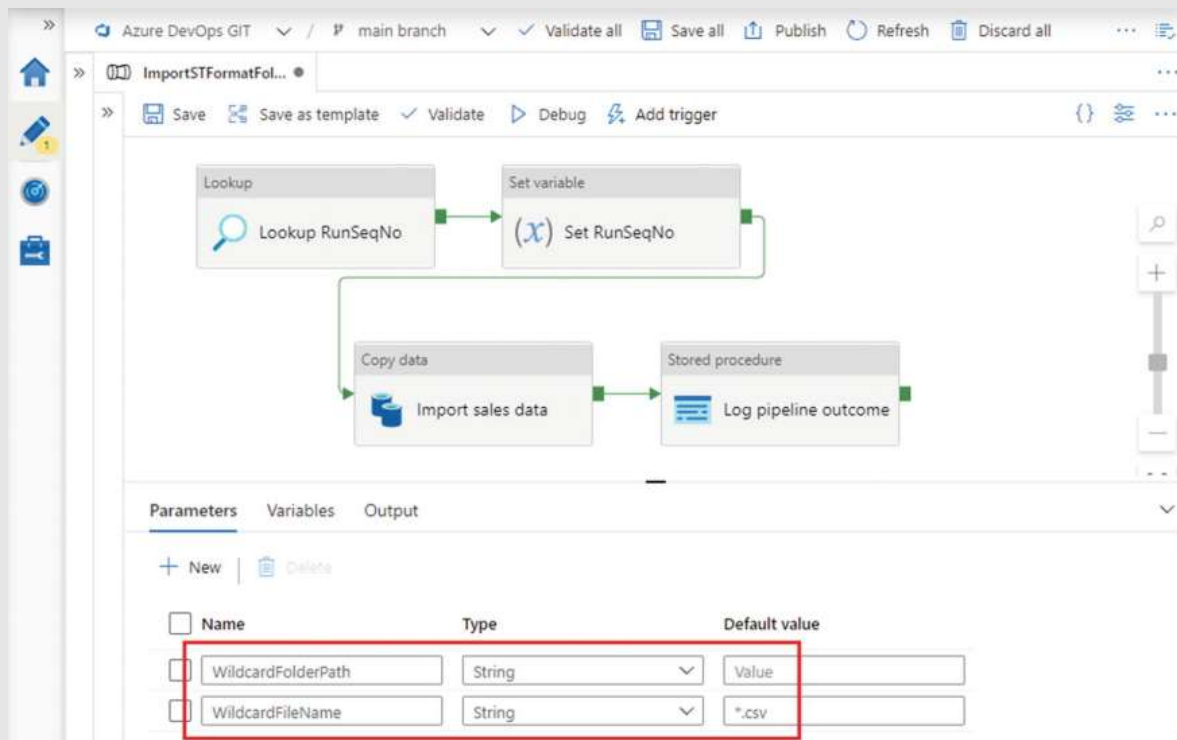 Azure DevOps GIT / main branch Validate all Save all Publish Refresh Discard all
ImportSTFormatFol...
Save Save as template Validate Debug Add trigger
Lookup Set variable
Lookup RunSeqNo (x) Set RunSeqNo
Copy data Stored procedure
Import sales data Log pipeline outcome
Parameters Variables Output
+ New Delete
Name Type Default value
WildcardFolderPath String Value
WildcardFileName String *.csv